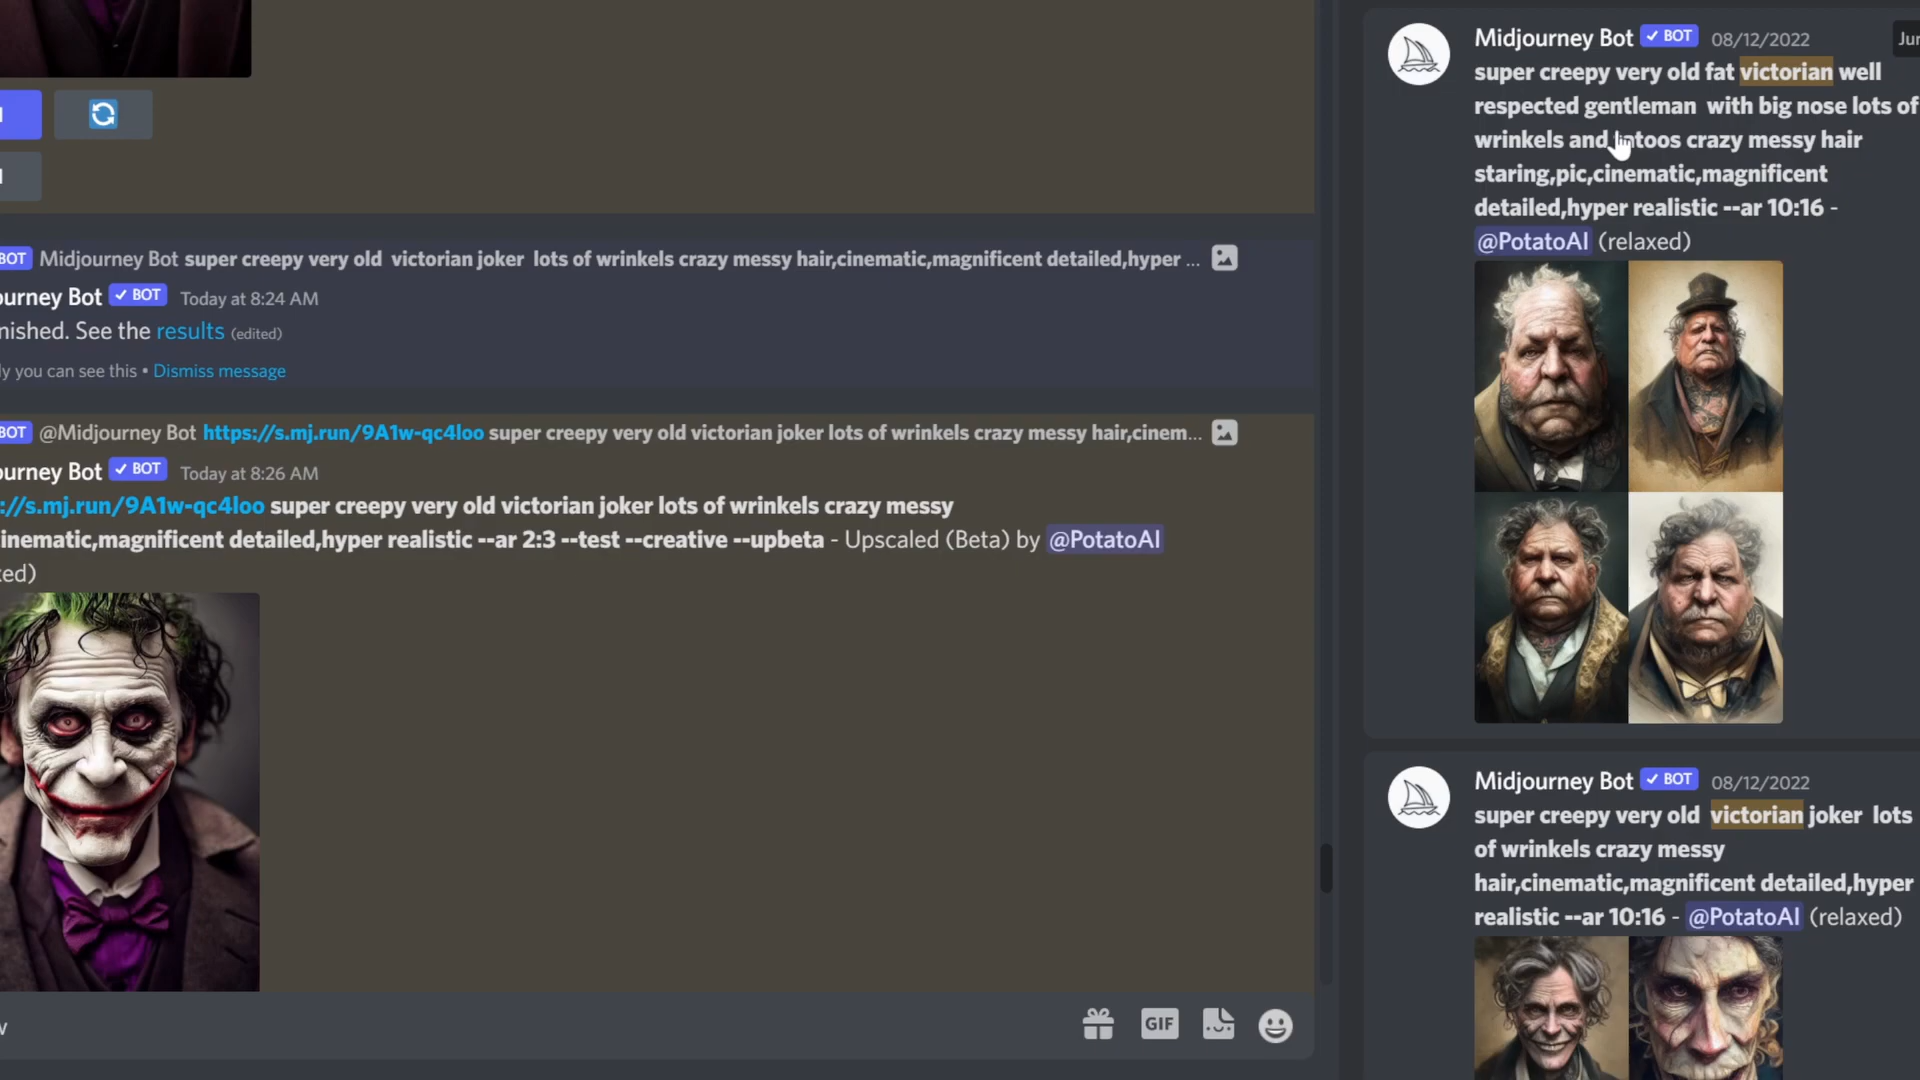 BOT Midjourney Bot super creepy very old victorian joker lots of wrinkels crazy messy hair,cinematic,magnificent detailed,hyper ...
ourney Bot ✓ BOT Today at 8:24 AM
nished. See the results (edited)
ly you can see this • Dismiss message
BOT @Midjourney Bot https://s.mj.run/9A1w-qc4loo super creepy very old victorian joker lots of wrinkels crazy messy hair,cinem...
ourney Bot ✓ BOT Today at 8:26 AM
://s.mj.run/9A1w-qc4loo super creepy very old victorian joker lots of wrinkels crazy messy
inematic,magnificent detailed,hyper realistic --ar 2:3 --test --creative --upbeta - Upscaled (Beta) by @PotatoAI
xed)
GIF
Midjourney Bot ✓ BOT 08/12/2022
Jur
super creepy very old fat victorian well
respected gentleman with big nose lots of
wrinkels and tatoos crazy messy hair
staring,pic,cinematic,magnificent
detailed,hyper realistic --ar 10:16 -
@PotatoAI (relaxed)
Midjourney Bot ✓ BOT 08/12/2022
super creepy very old victorian joker lots
of wrinkels crazy messy
hair,cinematic,magnificent detailed,hyper
realistic --ar 10:16 - @PotatoAI (relaxed)